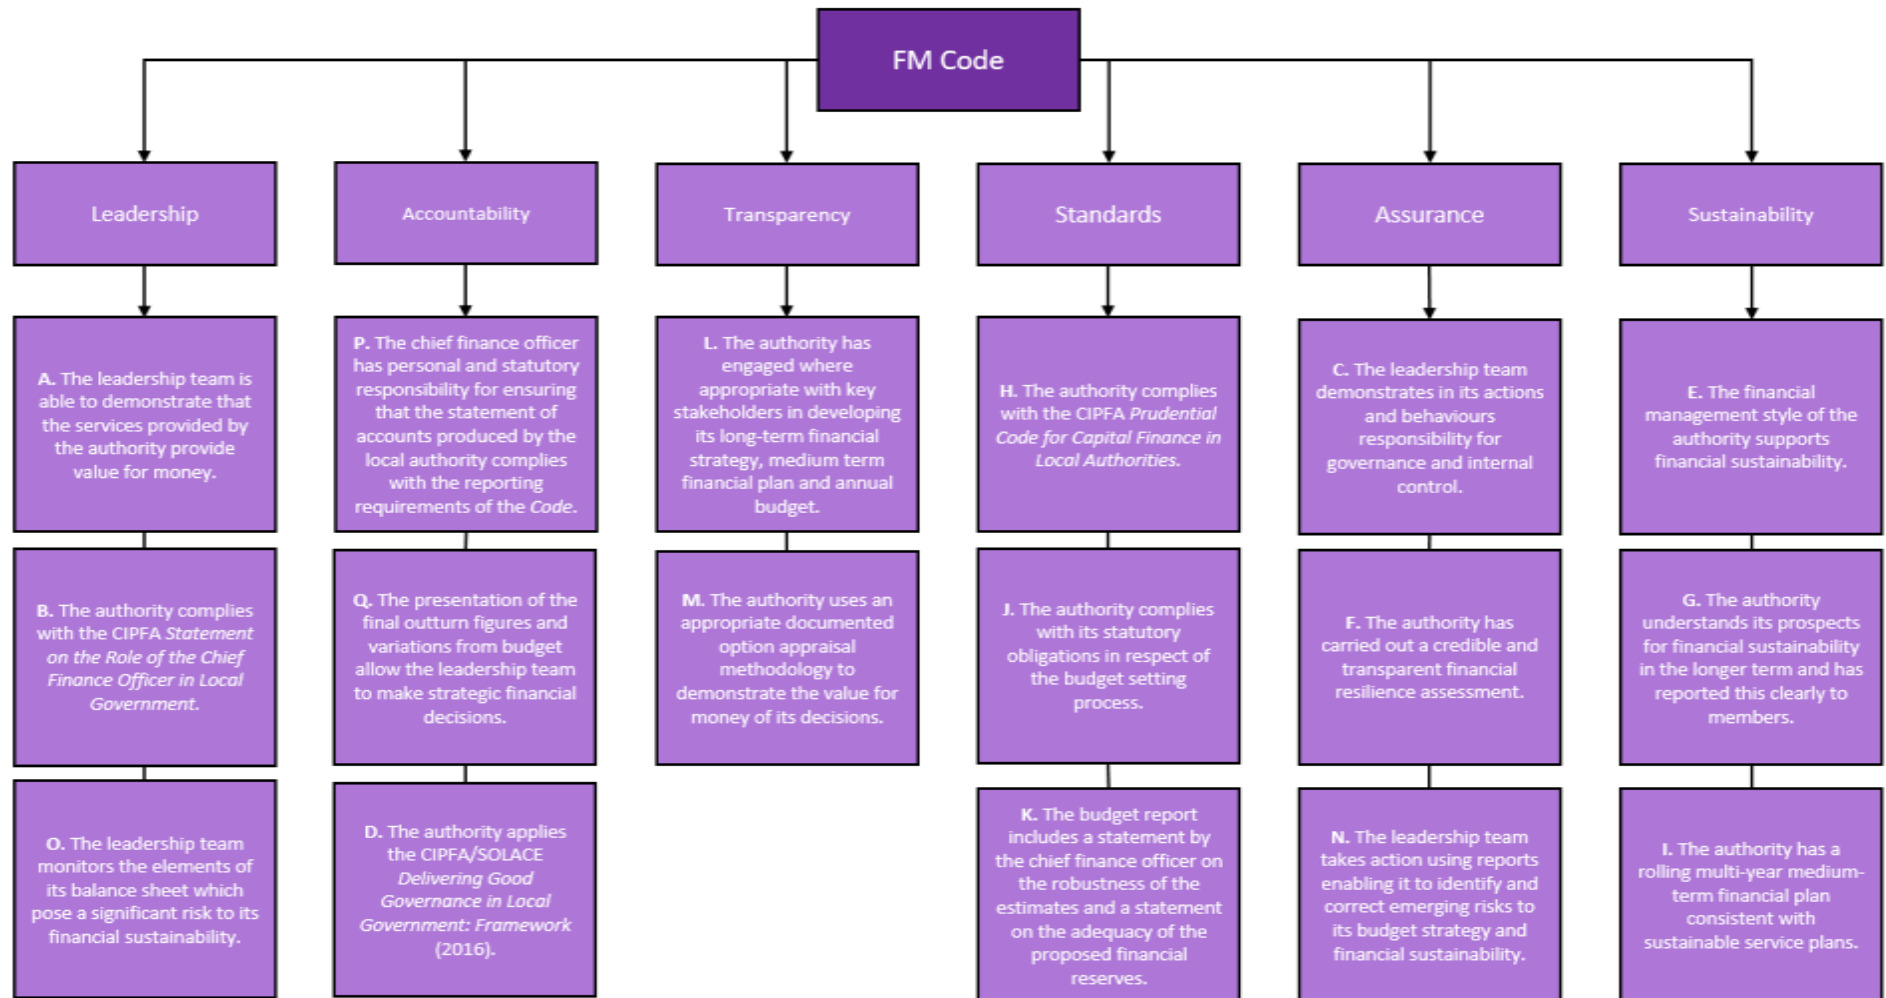 FM Code
Leadership
Accountability
Transparency
Standards
Assurance
Sustainability
A. The leadership team is
able to demonstrate that
the services provided by
the authority provide
value for money.
P. The chief finance officer
has personal and statutory
responsibility for ensuring
that the statement of
accounts produced by the
local authority complies
with the reporting
requirements of the Code.
L. The authority has
engaged where
appropriate with key
stakeholders in developing
its long-term financial
strategy, medium term
financial plan and annual
budget.
H. The authority complies
with the CIPFA Prudential
Code for Capital Finance in
Local Authorities.
C. The leadership team
demonstrates in its actions
and behaviours
responsibility for
governance and internal
control.
E. The financial
management style of the
authority supports
financial sustainability.
B. The authority complies
with the CIPFA Statement
on the Role of the Chief
Finance Officer in Local
Government.
Q. The presentation of the
final outturn figures and
variations from budget
allow the leadership team
to make strategic financial
decisions.
M. The authority uses an
appropriate documented
option appraisal
methodology to
demonstrate the value for
money of its decisions.
J. The authority complies
with its statutory
obligations in respect of
the budget setting
process.
F. The authority has
carried out a credible and
transparent financial
resilience assessment.
G. The authority
understands its prospects
for financial sustainability
in the longer term and has
reported this clearly to
members.
O. The leadership team
monitors the elements of
its balance sheet which
pose a significant risk to its
financial sustainability.
D. The authority applies
the CIPFA/SOLACE
Delivering Good
Governance in Local
Government: Framework
(2016).
K. The budget report
includes a statement by
the chief finance officer on
the robustness of the
estimates and a statement
on the adequacy of the
proposed financial
reserves.
N. The leadership team
takes action using reports
enabling it to identify and
correct emerging risks to
its budget strategy and
financial sustainability.
I. The authority has a
rolling multi-year medium-
term financial plan
consistent with
sustainable service plans.